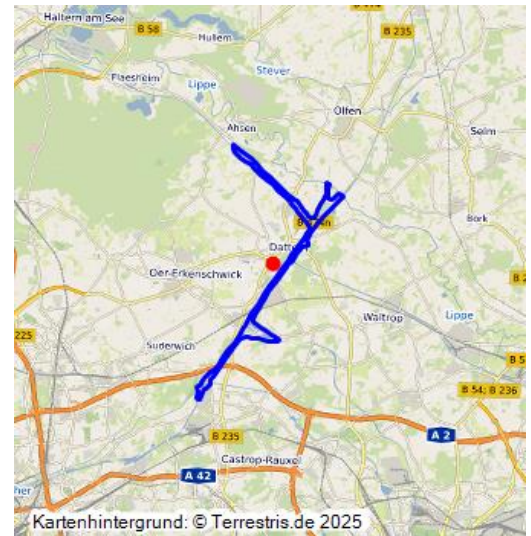 Haltern am See
B 58
Hullern
B 235
Flaesheim
Lippe
Stever
Ahsen
Olfen
Selm
Bork
Datteln
Oer-Erkenschwick
Waltrop
Lippe
225
Suderwich
B 54; B 236
B 235
A 2
Castrop-Rauxel
A 42
Kartenhintergrund: © Terrestris.de 2025